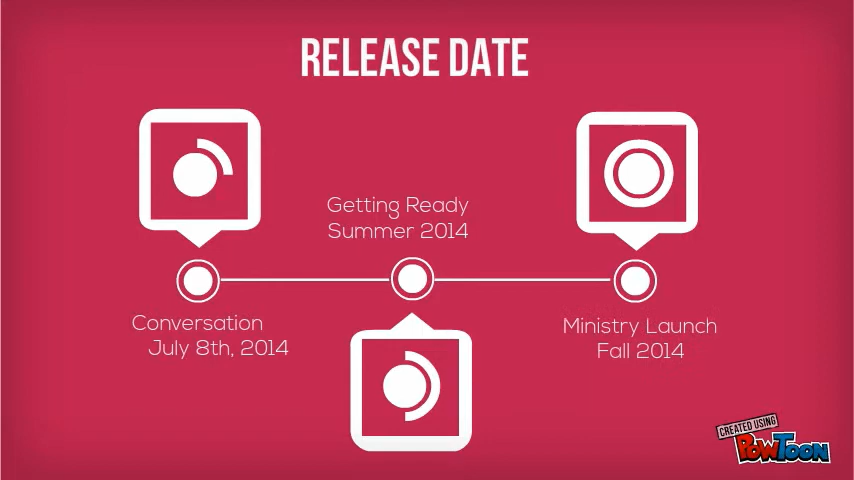 RELEASE DATE
Getting Ready
Summer 2014
Conversation
July 8th, 2014
Ministry Launch
Fall 2014
CREATED USING
POWTOON